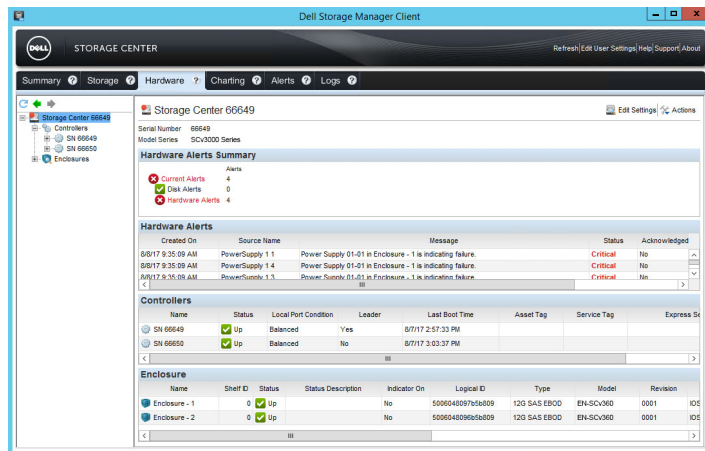 Dell Storage Manager Client
DELL STORAGE CENTER Refresh Edit User Settings Help Support About
Summary ? Storage ? Hardware ? Charting ? Alerts ? Logs ?
Storage Center 66649
Controllers
SN 66649
SN 66650
Enclosures
Storage Center 66649 Edit Settings Actions
Serial Number 66649
Model Series SCv3000 Series
Hardware Alerts Summary
Alerts
Current Alerts 4
Disk Alerts 0
Hardware Alerts 4
Hardware Alerts
Created On Source Name Message Status Acknowledged
8/8/17 9:35:09 AM PowerSupply 1 1 Power Supply 01-01 in Enclosure - 1 is indicating failure. Critical No
8/8/17 9:35:09 AM PowerSupply 1 4 Power Supply 01-01 in Enclosure - 1 is indicating failure. Critical No
8/8/17 9:35:09 AM PowerSupply 1 3 Power Supply 01-01 in Enclosure - 1 is indicating failure. Critical No
Controllers
Name Status Local Port Condition Leader Last Boot Time Asset Tag Service Tag Express Se
SN 66649 Up Balanced Yes 8/7/17 2:57:33 PM
SN 66650 Up Balanced No 8/7/17 3:03:37 PM
Enclosure
Name Shelf ID Status Status Description Indicator On Logical ID Type Model Revision
Enclosure - 1 0 Up No 5006048097b5b809 12G SAS EBOD EN-SCv360 0001 IOS
Enclosure - 2 0 Up No 5006048096b5b809 12G SAS EBOD EN-SCv360 0001 IOS